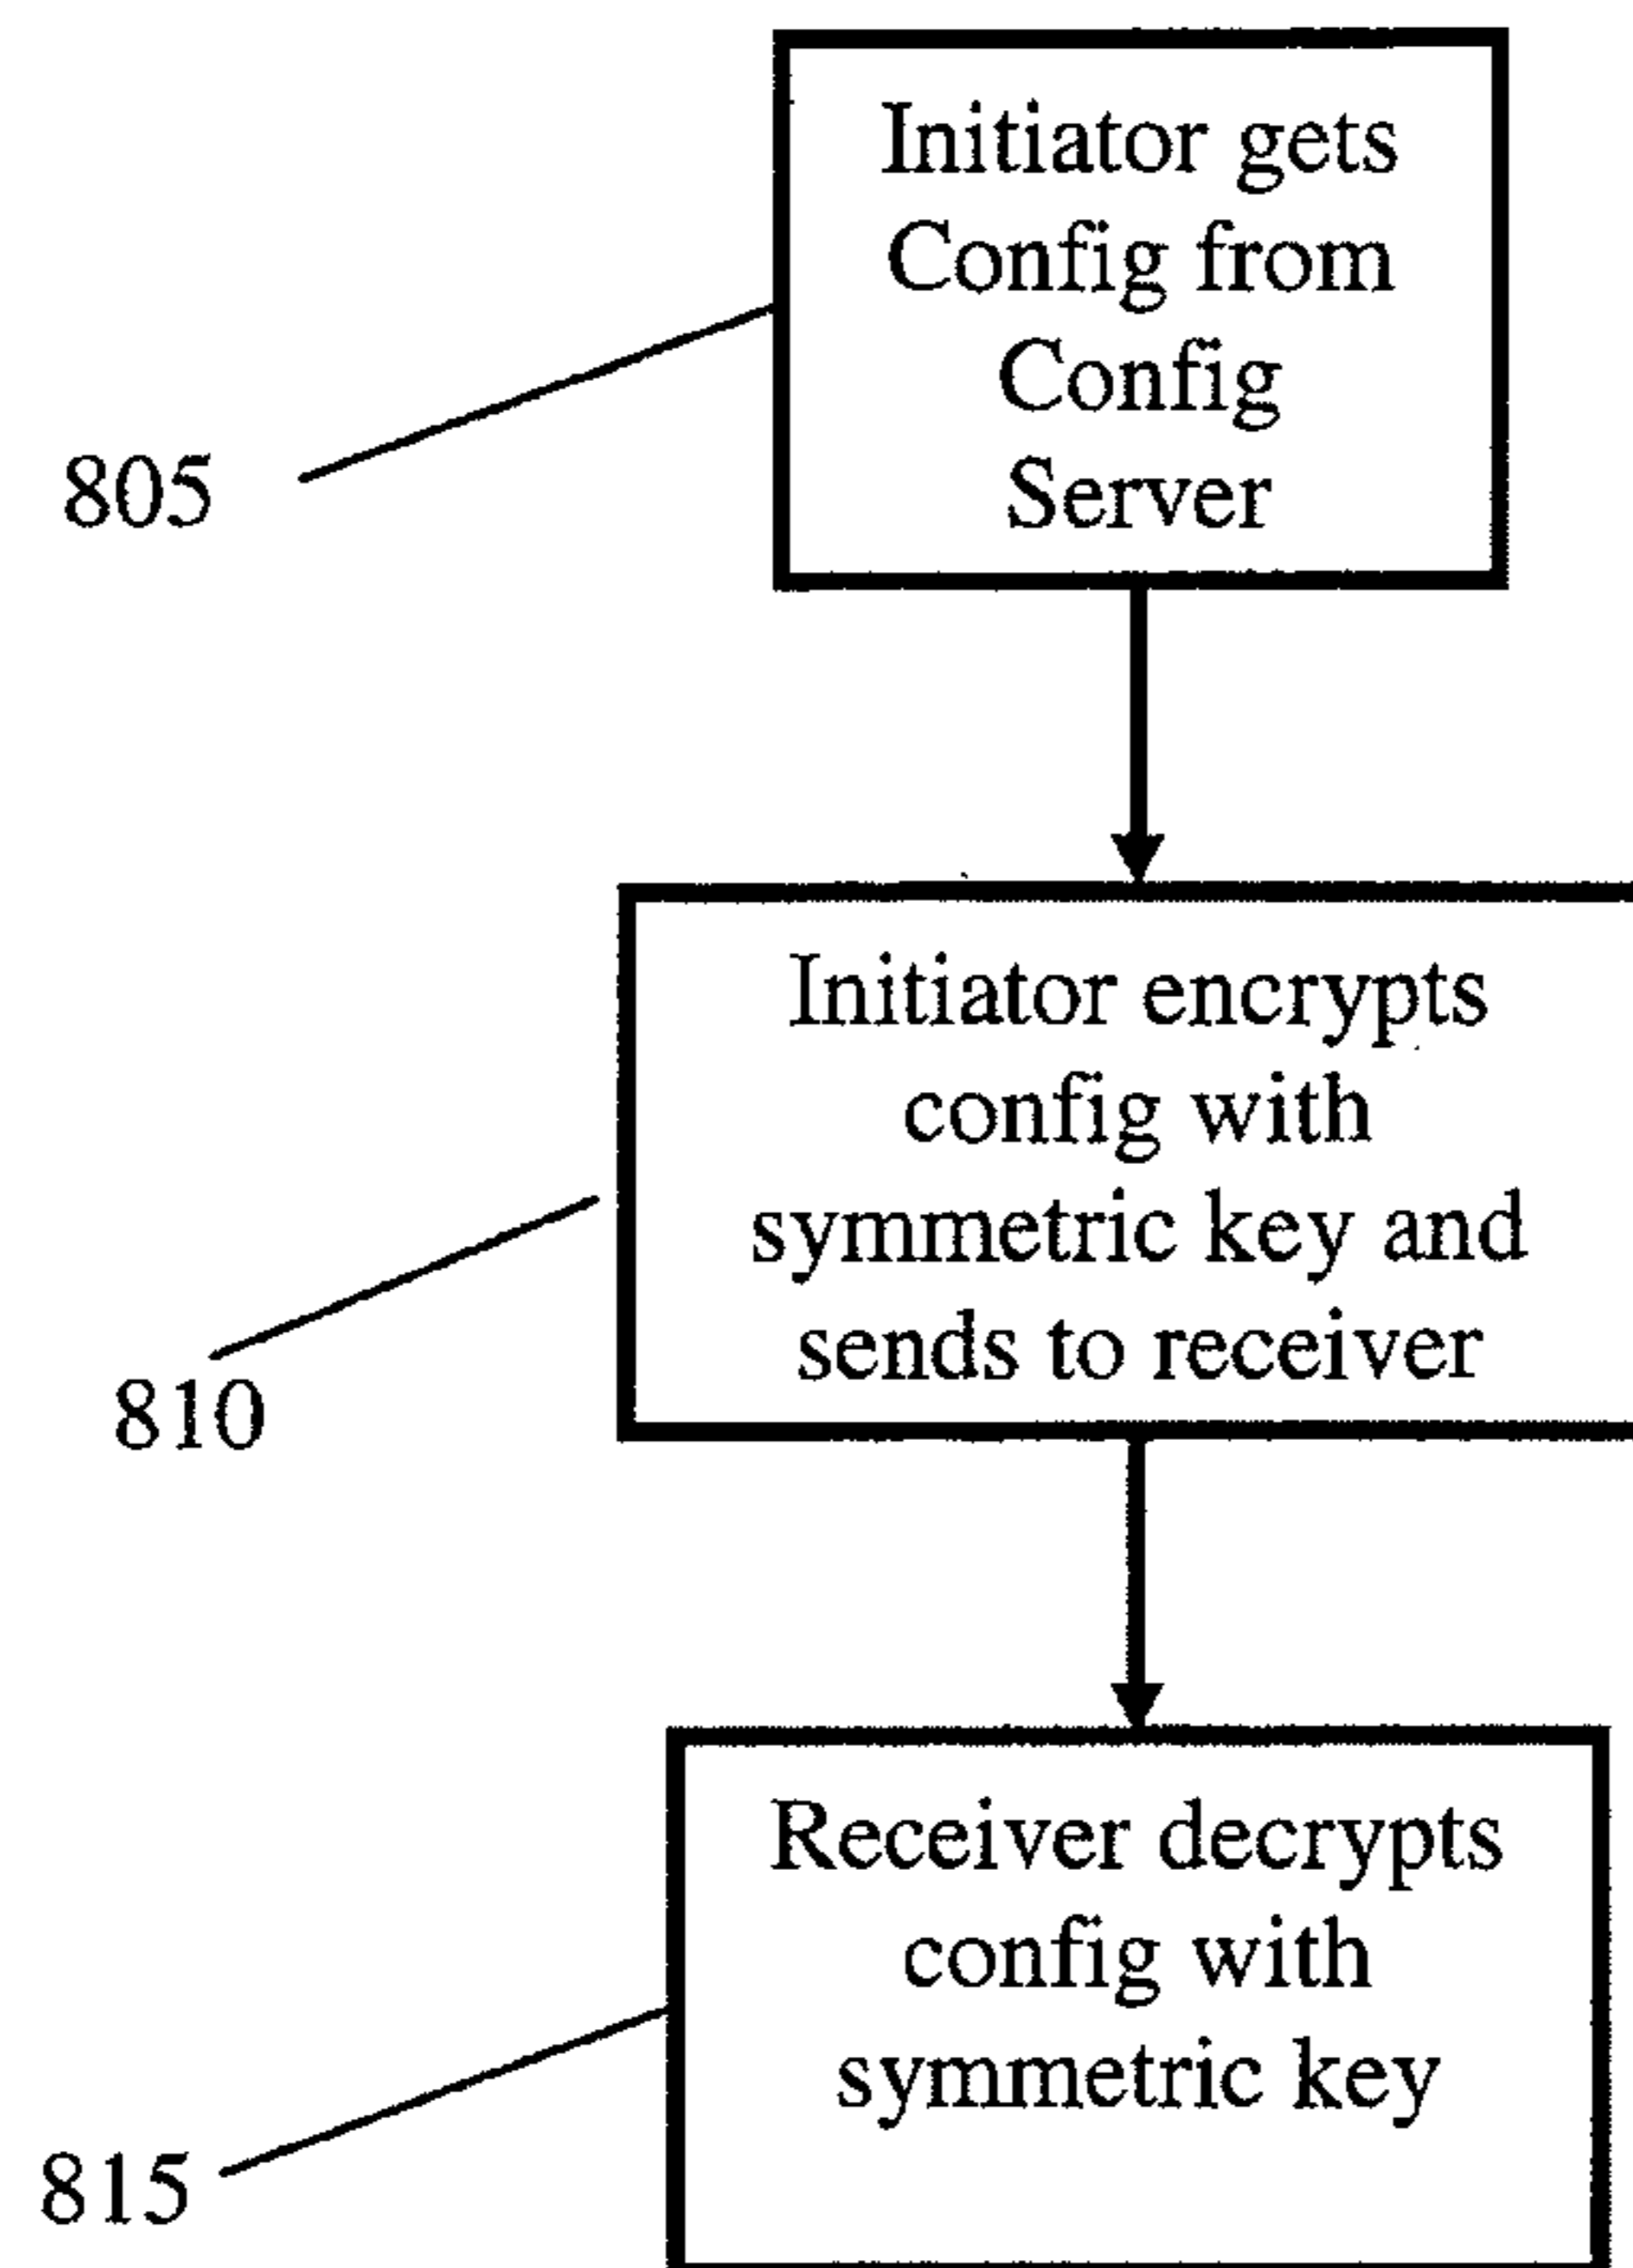 Initiator gets
Config from
Config
Server
805
Initiator encrypts
config with
symmetric key and
sends to receiver
810
Receiver decrypts
config with
symmetric key
815